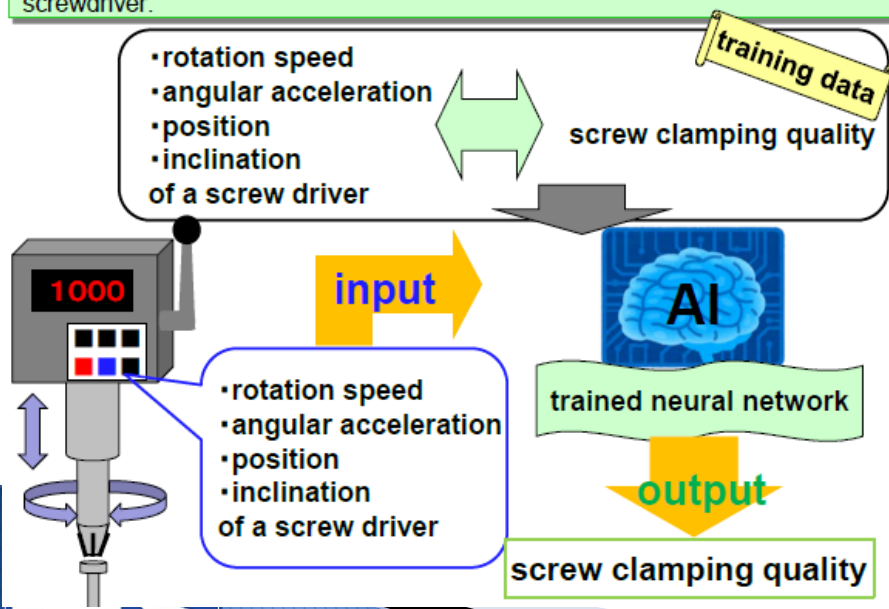 screwdriver.
・rotation speed
・angular acceleration
・position
・inclination
of a screw driver
training data
screw clamping quality
1000
input
AI
・rotation speed
・angular acceleration
・position
・inclination
of a screw driver
trained neural network
output
screw clamping quality